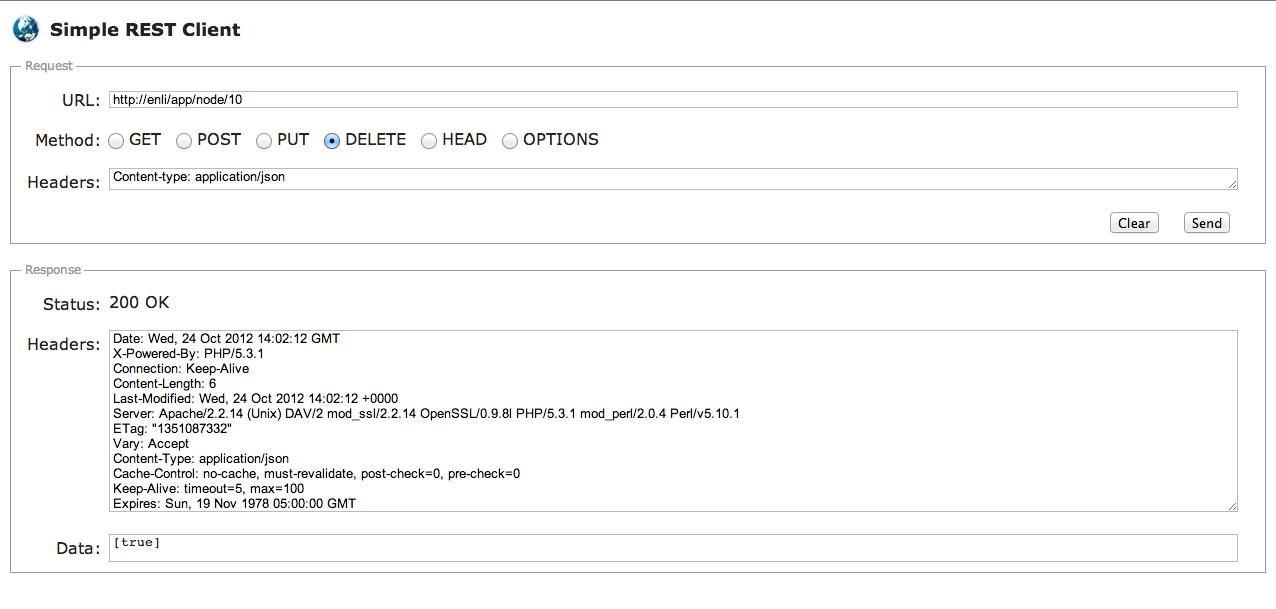 Simple REST Client
Request
URL: http://enli/app/node/10
Method: GET POST PUT DELETE HEAD OPTIONS
Headers: Content-type: application/json
Clear Send
Response
Status: 200 OK
Headers: Date: Wed, 24 Oct 2012 14:02:12 GMT
X-Powered-By: PHP/5.3.1
Connection: Keep-Alive
Content-Length: 6
Last-Modified: Wed, 24 Oct 2012 14:02:12 +0000
Server: Apache/2.2.14 (Unix) DAV/2 mod_ssl/2.2.14 OpenSSL/0.9.8l PHP/5.3.1 mod_perl/2.0.4 Perl/v5.10.1
ETag: "1351087332"
Vary: Accept
Content-Type: application/json
Cache-Control: no-cache, must-revalidate, post-check=0, pre-check=0
Keep-Alive: timeout=5, max=100
Expires: Sun, 19 Nov 1978 05:00:00 GMT
Data: [true]